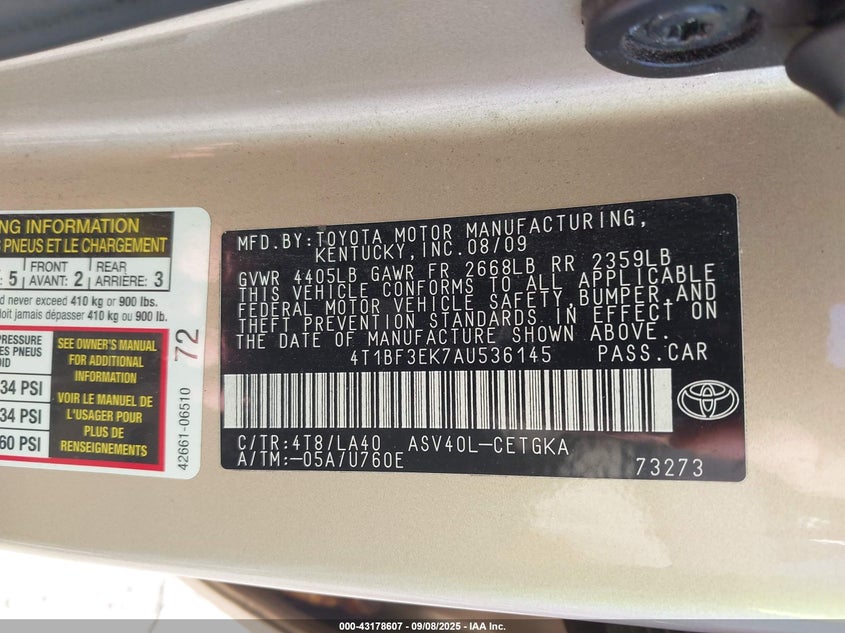 NG INFORMATION
PNEUS ET LE CHARGEMENT
5 FRONT AVANT: 2 REAR ARRIÈRE: 3
d never exceed 410 kg or 900 lbs.
doit jamais dépasser 410 kg ou 900 lb.
PRESSURE
PNEUS
34 PSI
34 PSI
60 PSI
SEE OWNER'S MANUAL
FOR ADDITIONAL
INFORMATION
VOIR LE MANUEL DE
L'USAGER POUR
PLUS DE
RENSEIGNEMENTS
42661-06510 72
MFD.BY:TOYOTA MOTOR MANUFACTURING,
KENTUCKY,INC.08/09
GVWR 4405LB GAWR FR 2668LB RR 2359LB
THIS VEHICLE CONFORMS TO ALL APPLICABLE
FEDERAL MOTOR VEHICLE SAFETY,BUMPER,AND
THEFT PREVENTION STANDARDS IN EFFECT ON
THE DATE OF MANUFACTURE SHOWN ABOVE.
4T1BF3EK7AU536145 PASS.CAR
C/TR:4T8/LA40 ASV40L-CETGKA
A/TM:-05A/U760E
73273
000-43178607 - 09/08/2025 - IAA Inc.